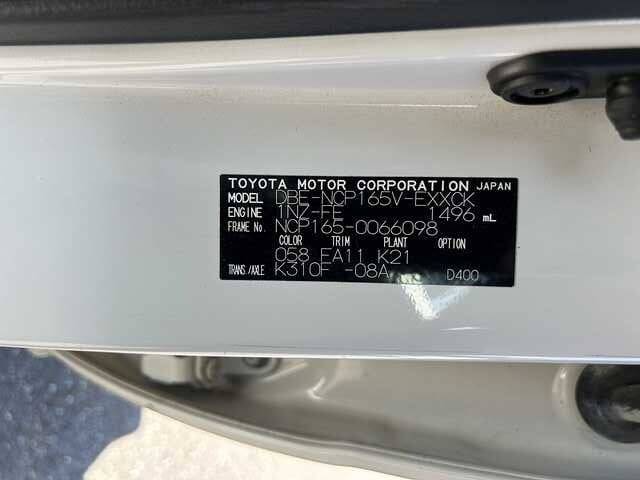 TOYOTA MOTOR CORPORATION JAPAN
MODEL DBE-NCP165V-EXXCK
ENGINE 1NZ-FE 1496 mL
FRAME No. NCP165-0066098
COLOR TRIM PLANT OPTION
058 EA11 K21
TRANS./AXLE K310F -08A D400